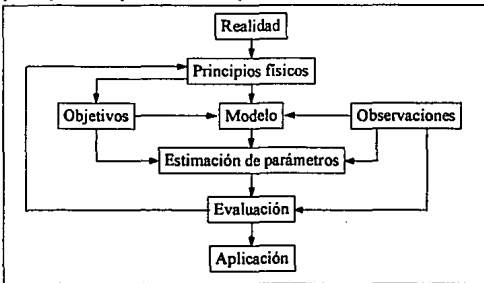 Realidad
Principios físicos
Objetivos
Modelo
Observaciones
Estimación de parámetros
Evaluación
Aplicación